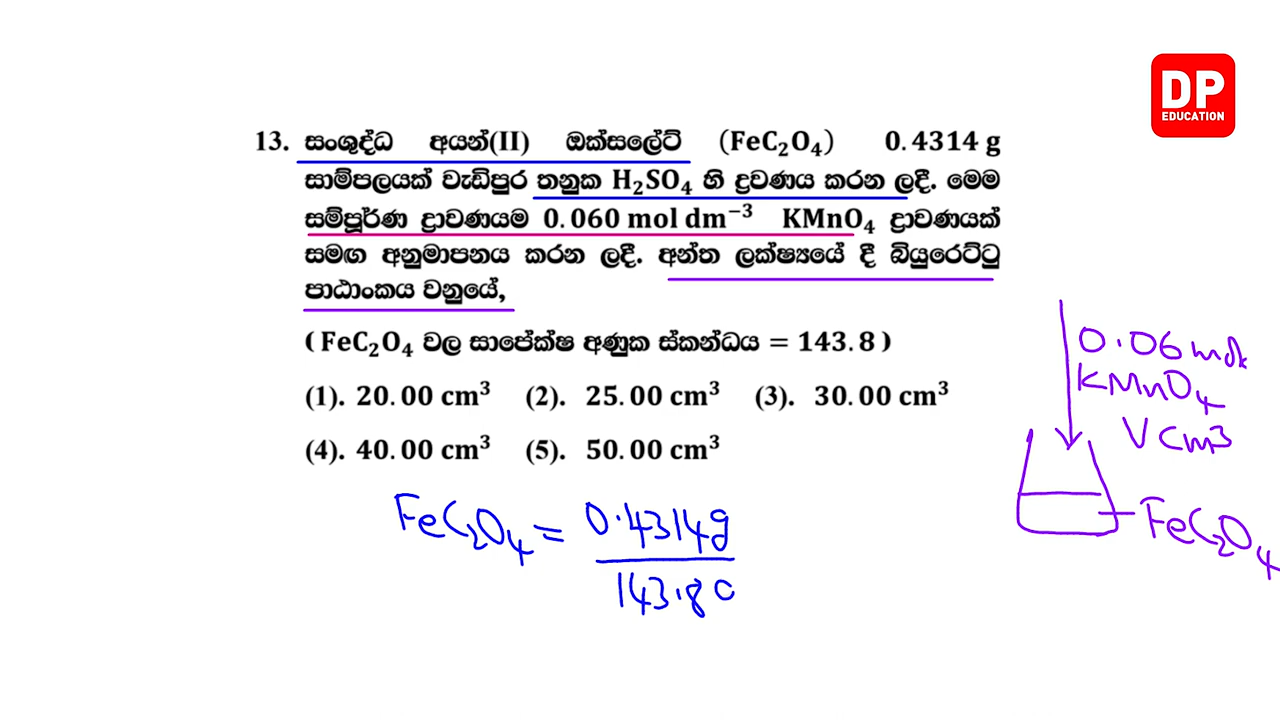 DP
EDUCATION
13. සංශුද්ධ අයන්(II) ඔක්සලේට් (FeC₂O₄) 0.4314 g
සාම්පලයක් වැඩිපුර තනුක H₂SO₄ හි ද්‍රවණය කරන ලදී. මෙම
සම්පූර්ණ ද්‍රාවණයම 0.060 mol dm⁻³ KMnO₄ ද්‍රාවණයක්
සමඟ අනුමාපනය කරන ලදී. අන්ත ලක්ෂ්‍යයේ දී බියුරෙට්ටු
පාඨාංකය වනුයේ,
( FeC₂O₄ වල සාපේක්ෂ අණුක ස්කන්ධය = 143.8 )
(1). 20.00 cm³ (2). 25.00 cm³ (3). 30.00 cm³
(4). 40.00 cm³ (5). 50.00 cm³
0.06
KMnO₄
V cm3
FeC₂O₄
FeC₂O₄ = 0.4314g
143.8